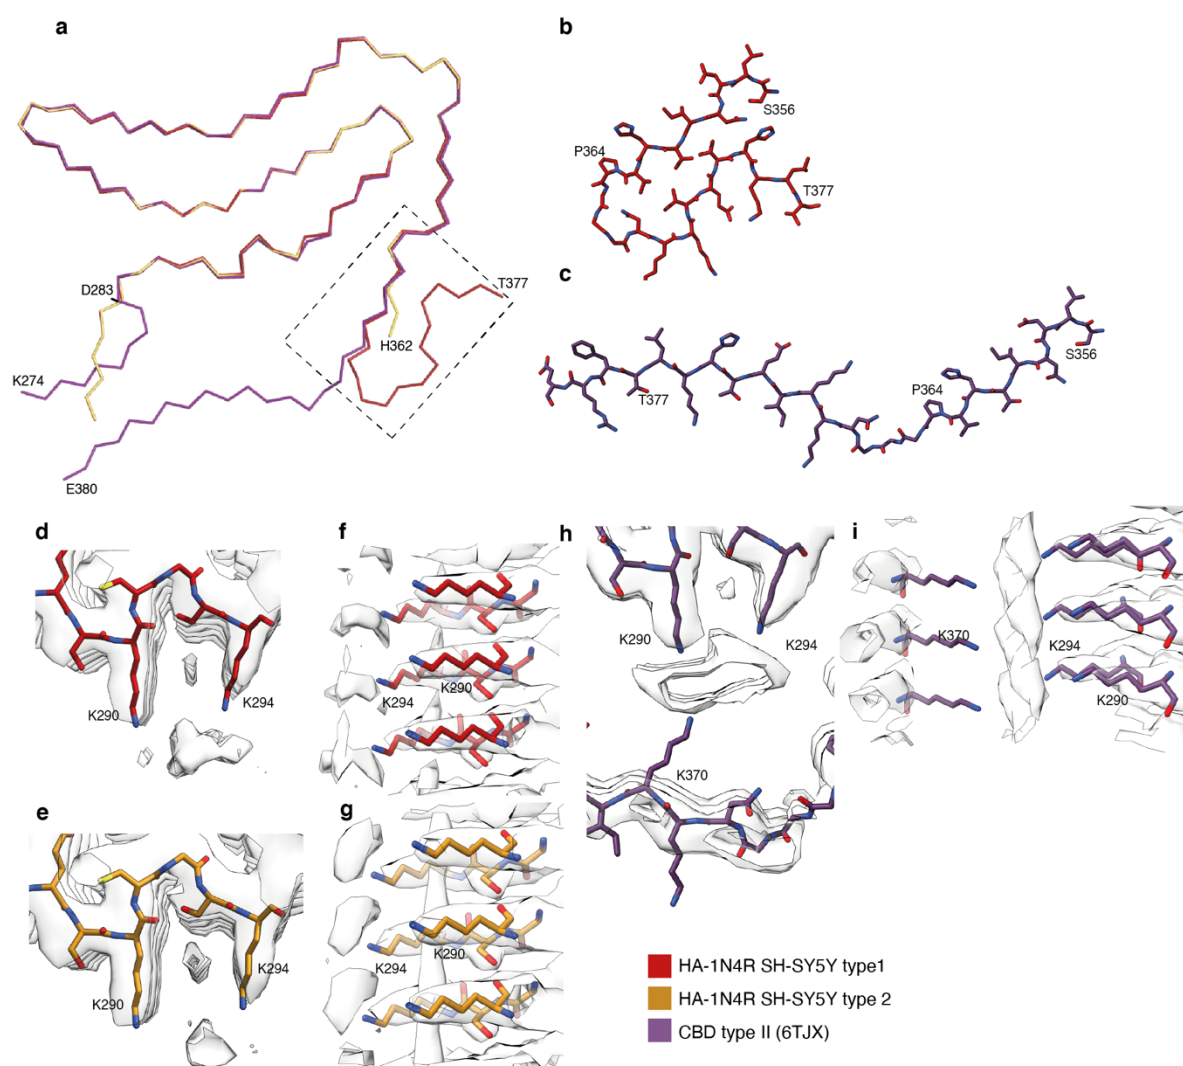 a
D283
K274
E380
H362
T377
b
S356
P364
T377
c
S356
P364
T377
d
K290
K294
e
K290
K294
f
K290
K294
g
K290
K294
h
K290
K294
K370
i
K370
K294
K290
HA-1N4R SH-SY5Y type1
HA-1N4R SH-SY5Y type 2
CBD type II (6TJX)